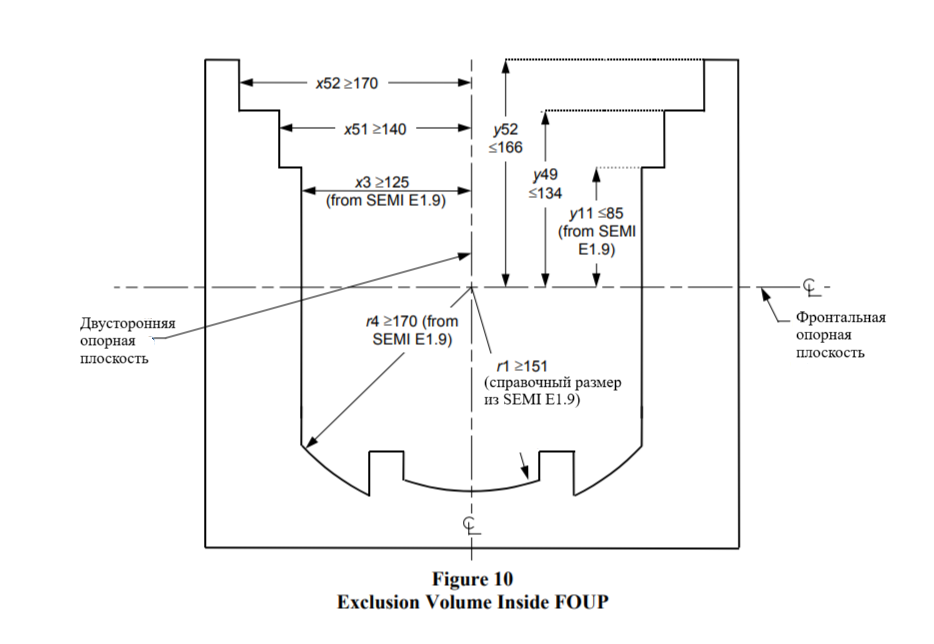 x52 ≥170
x51 ≥140
y52
≤166
x3 ≥125
(from SEMI E1.9)
y49
≤134
y11 ≤85
(from SEMI
E1.9)
℄
Двусторонняя
опорная
плоскость
r4 ≥170 (from
SEMI E1.9)
Фронтальная
опорная
плоскость
r1 ≥151
(справочный размер
из SEMI E1.9)
℄
Figure 10
Exclusion Volume Inside FOUP